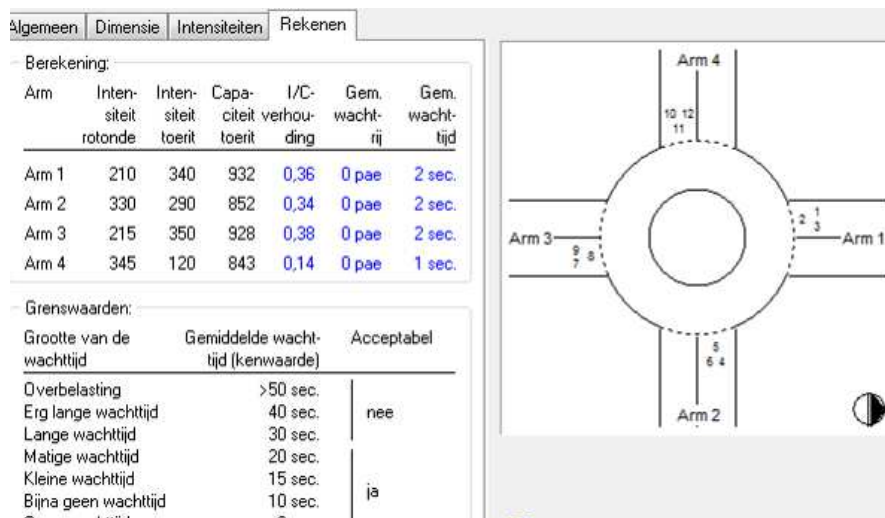 Algemeen Dimensie Intensiteiten Rekenen
Berekening:
Arm Inten- Inten- Capa- I/C- Gem. Gem.
siteit siteit citeit verhou- wacht- wacht-
rotonde toerit toerit ding rij tijd
Arm 1 210 340 932 0,36 0 pae 2 sec.
Arm 2 330 290 852 0,34 0 pae 2 sec.
Arm 3 215 350 928 0,38 0 pae 2 sec.
Arm 4 345 120 843 0,14 0 pae 1 sec.
Grenswaarden:
Grootte van de Gemiddelde wacht- Acceptabel
wachttijd tijd (kenwaarde)
Overbelasting >50 sec.
Erg lange wachttijd 40 sec. nee
Lange wachttijd 30 sec.
Matige wachttijd 20 sec.
Kleine wachttijd 15 sec.
Bijna geen wachttijd 10 sec. ja
Arm 4
10 12
11
1
2
3
Arm 1
Arm 3
9
8
7
5
6 4
Arm 2